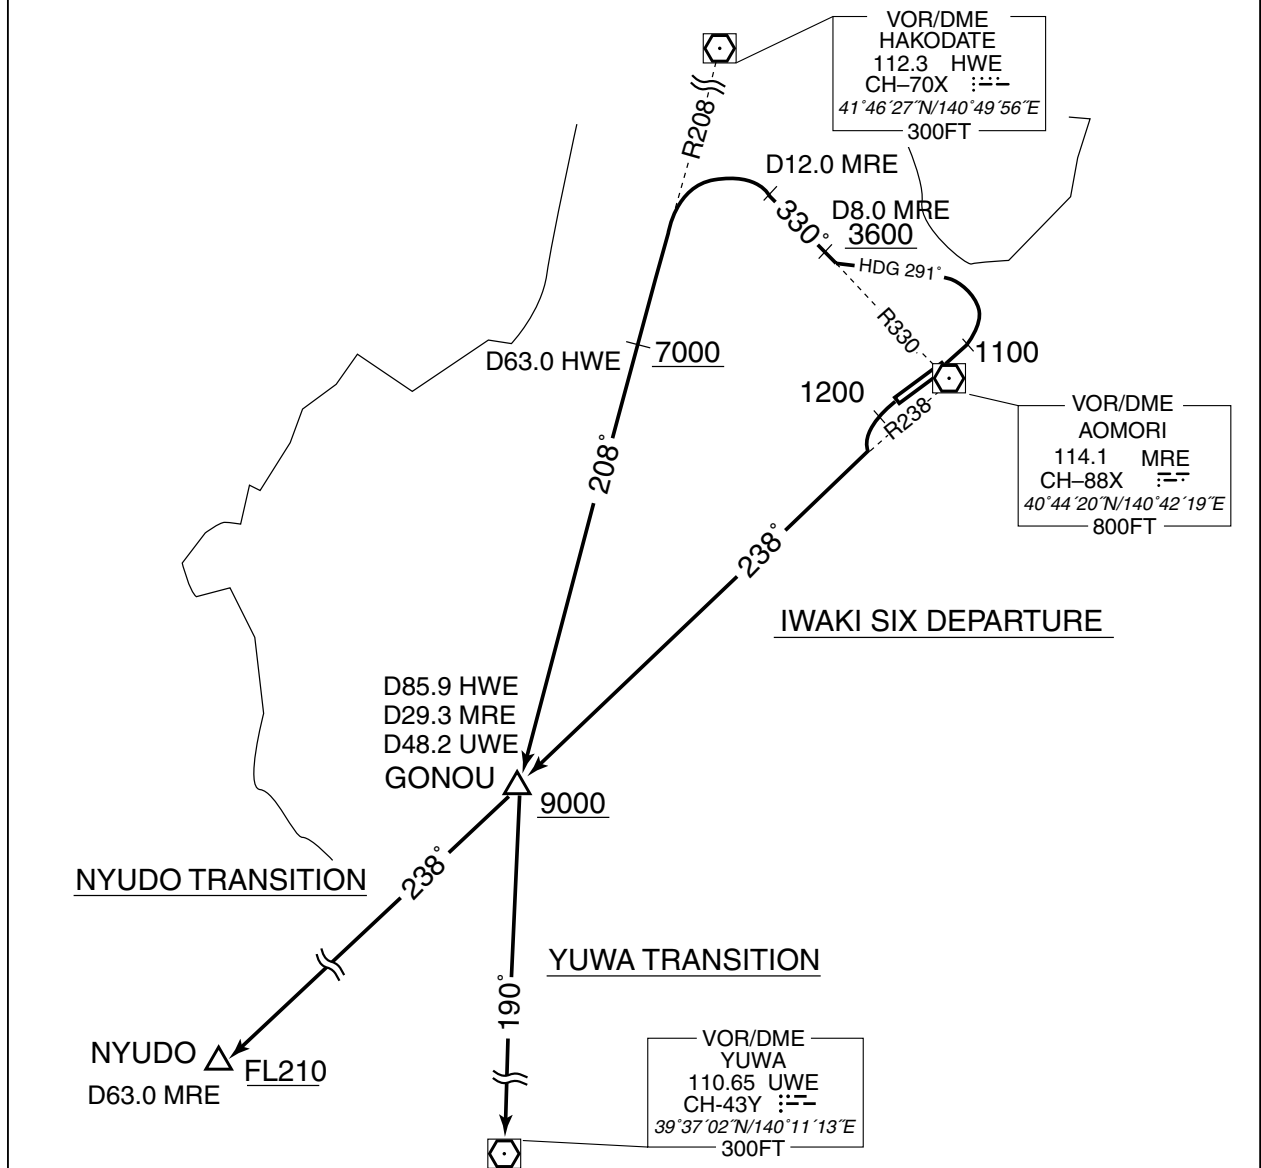 VOR/DME
HAKODATE
112.3 HWE
CH–70X
41°46′27″N/140°49′56″E
300FT
R208
D12.0 MRE
330°
D8.0 MRE
3600
HDG 291°
R330
1100
D63.0 HWE
7000
1200
R238
VOR/DME
AOMORI
114.1 MRE
CH–88X
40°44′20″N/140°42′19″E
800FT
208°
238°
IWAKI SIX DEPARTURE
D85.9 HWE
D29.3 MRE
D48.2 UWE
GONOU
9000
NYUDO TRANSITION
238°
YUWA TRANSITION
190°
NYUDO
FL210
D63.0 MRE
VOR/DME
YUWA
110.65 UWE
CH-43Y
39°37′02″N/140°11′13″E
300FT